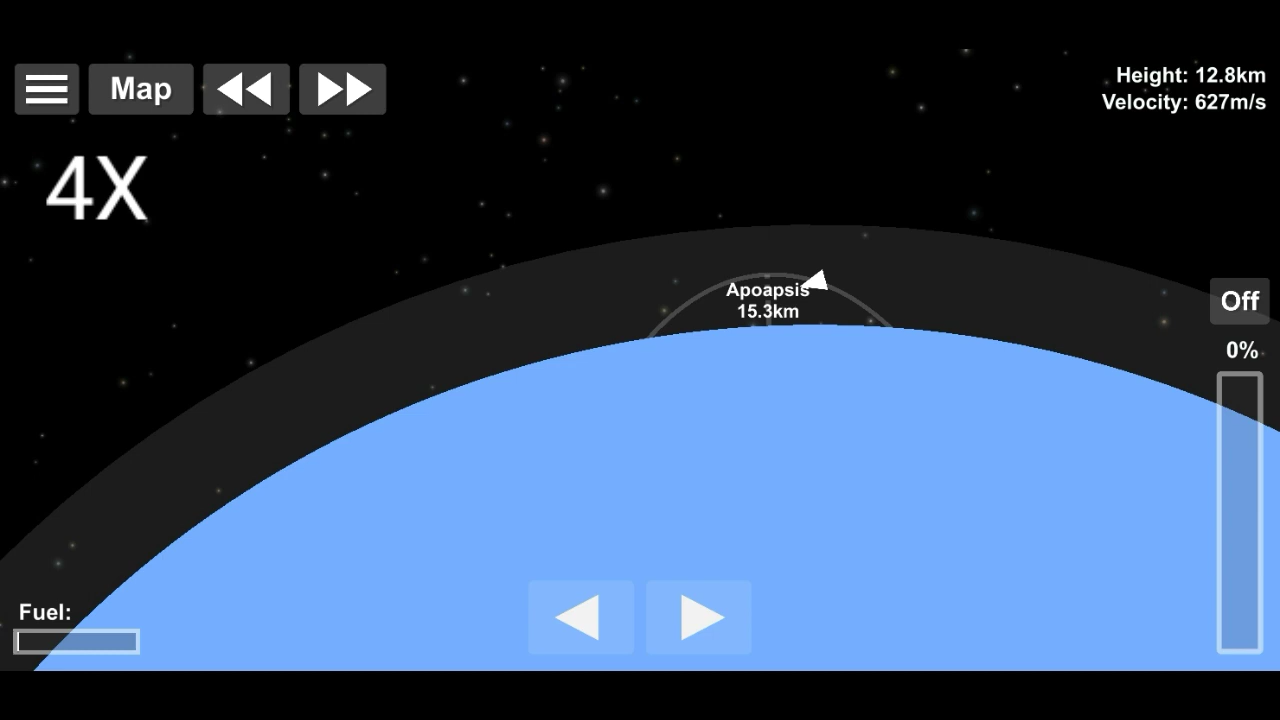 Map
Height: 12.8km
Velocity: 627m/s
4X
Apoapsis
15.3km
Off
0%
Fuel: